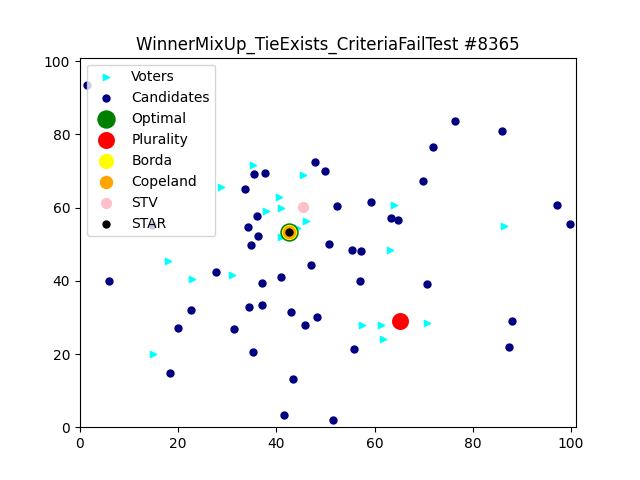 WinnerMixUp_TieExists_CriteriaFailTest #8365
100
80
60
40
20
0
Voters
Candidates
Optimal
Plurality
Borda
Copeland
STV
STAR
0 20 40 60 80 100